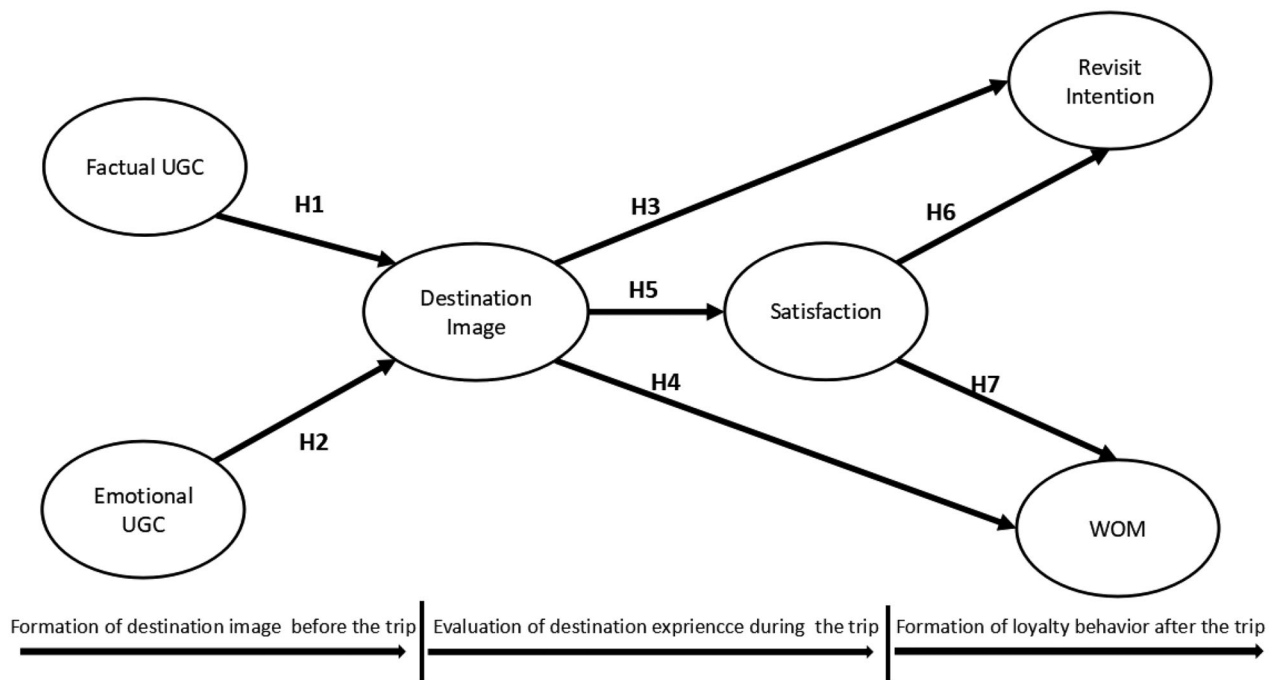 Revisit
Intention
Factual UGC
H1
H3
H6
Destination
Image
H5
Satisfaction
H4
H7
H2
Emotional
UGC
WOM
Formation of destination image before the trip
Evaluation of destination expriencce during the trip
Formation of loyalty behavior after the trip